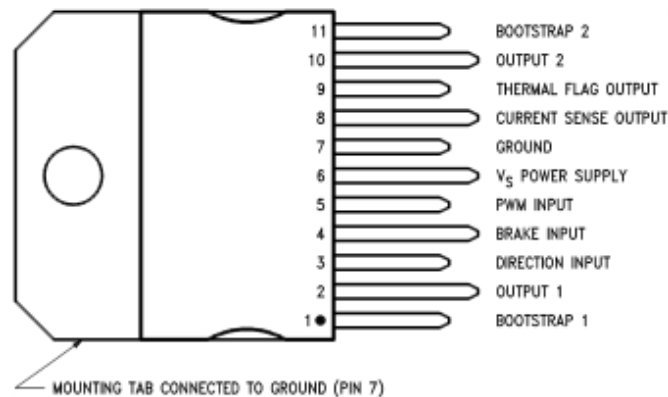 11 BOOTSTRAP 2
10 OUTPUT 2
9 THERMAL FLAG OUTPUT
8 CURRENT SENSE OUTPUT
7 GROUND
6 VS POWER SUPPLY
5 PWM INPUT
4 BRAKE INPUT
3 DIRECTION INPUT
2 OUTPUT 1
1 BOOTSTRAP 1
MOUNTING TAB CONNECTED TO GROUND (PIN 7)